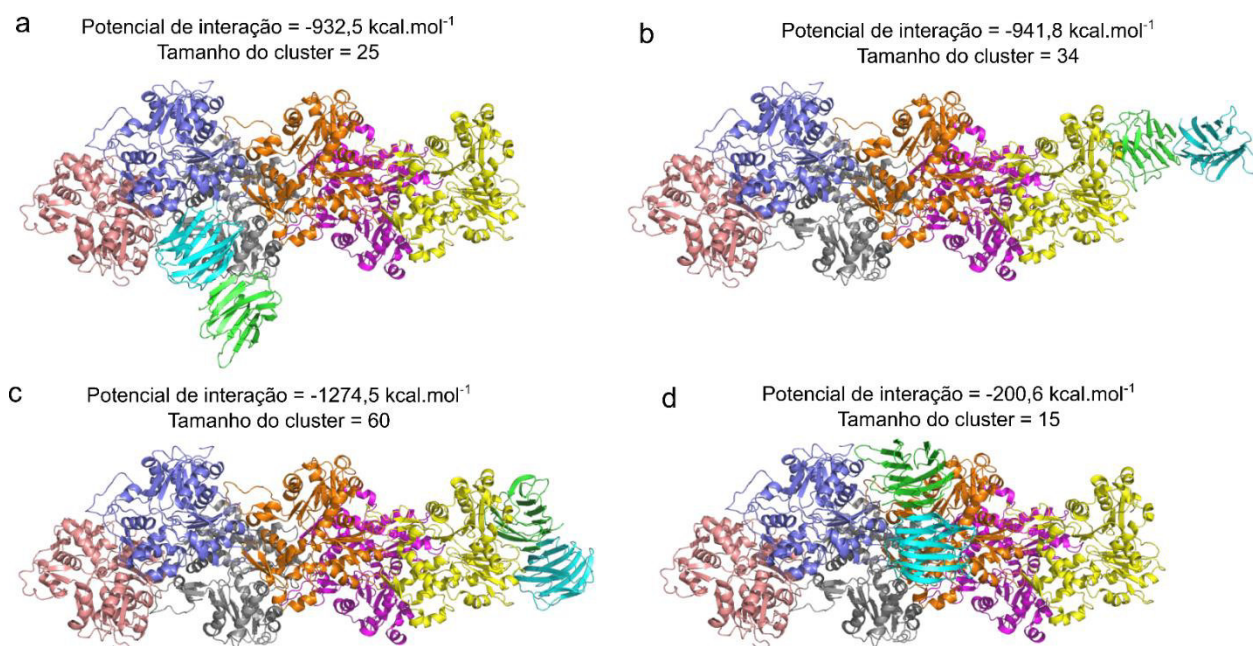 a
Potencial de interação = -932,5 kcal.mol⁻¹
Tamanho do cluster = 25
b
Potencial de interação = -941,8 kcal.mol⁻¹
Tamanho do cluster = 34
c
Potencial de interação = -1274,5 kcal.mol⁻¹
Tamanho do cluster = 60
d
Potencial de interação = -200,6 kcal.mol⁻¹
Tamanho do cluster = 15